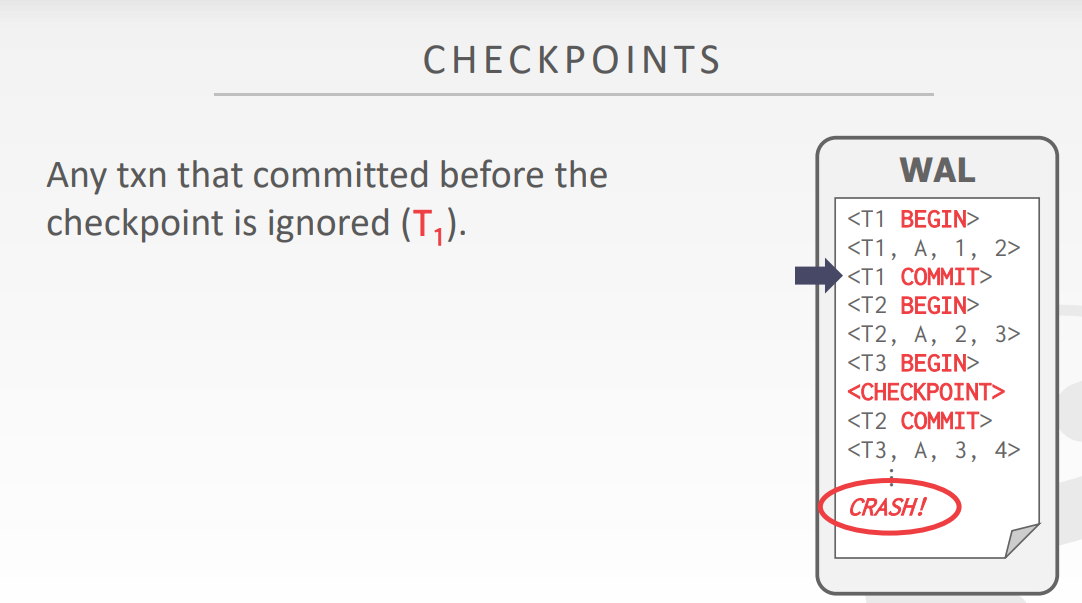 CHECKPOINTS
Any txn that committed before the
checkpoint is ignored (T1).
WAL
<T1 BEGIN>
<T1, A, 1, 2>
<T1 COMMIT>
<T2 BEGIN>
<T2, A, 2, 3>
<T3 BEGIN>
<CHECKPOINT>
<T2 COMMIT>
<T3, A, 3, 4>
⋮
CRASH!